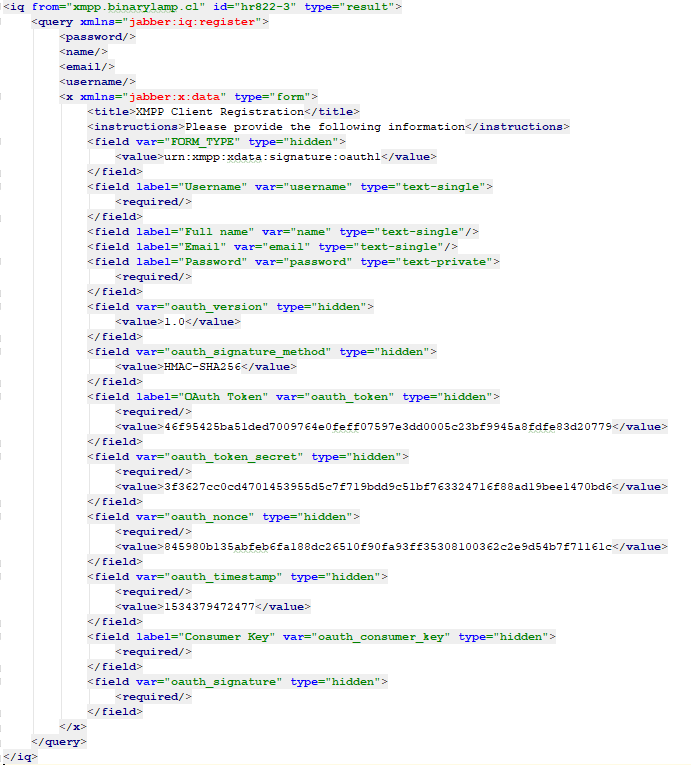 <iq from="xmpp.binarylamp.cl" id="hr822-3" type="result">
<query xmlns="jabber:iq:register">
<password/>
<name/>
<email/>
<username/>
<x xmlns="jabber:x:data" type="form">
<title>XMPP Client Registration</title>
<instructions>Please provide the following information</instructions>
<field var="FORM_TYPE" type="hidden">
<value>urn:xmpp:xdata:signature:oauth1</value>
</field>
<field label="Username" var="username" type="text-single">
<required/>
</field>
<field label="Full name" var="name" type="text-single"/>
<field label="Email" var="email" type="text-single"/>
<field label="Password" var="password" type="text-private">
<required/>
</field>
<field var="oauth_version" type="hidden">
<value>1.0</value>
</field>
<field var="oauth_signature_method" type="hidden">
<value>HMAC-SHA256</value>
</field>
<field label="OAuth Token" var="oauth_token" type="hidden">
<required/>
<value>46f95425ba51ded7009764e0feff07597e3dd0005c23bf9945a8fdfe83d20779</value>
</field>
<field var="oauth_token_secret" type="hidden">
<required/>
<value>3f3627cc0cd4701453955d5c7f719bdd9c51bf763324716f88ad19bee1470bd6</value>
</field>
<field var="oauth_nonce" type="hidden">
<required/>
<value>845980b135abfeb6fa188dc26510f90fa93ff35308100362c2e9d54b7f71161c</value>
</field>
<field var="oauth_timestamp" type="hidden">
<required/>
<value>1534379472477</value>
</field>
<field label="Consumer Key" var="oauth_consumer_key" type="hidden">
<required/>
</field>
<field var="oauth_signature" type="hidden">
<required/>
</field>
</x>
</query>
</iq>